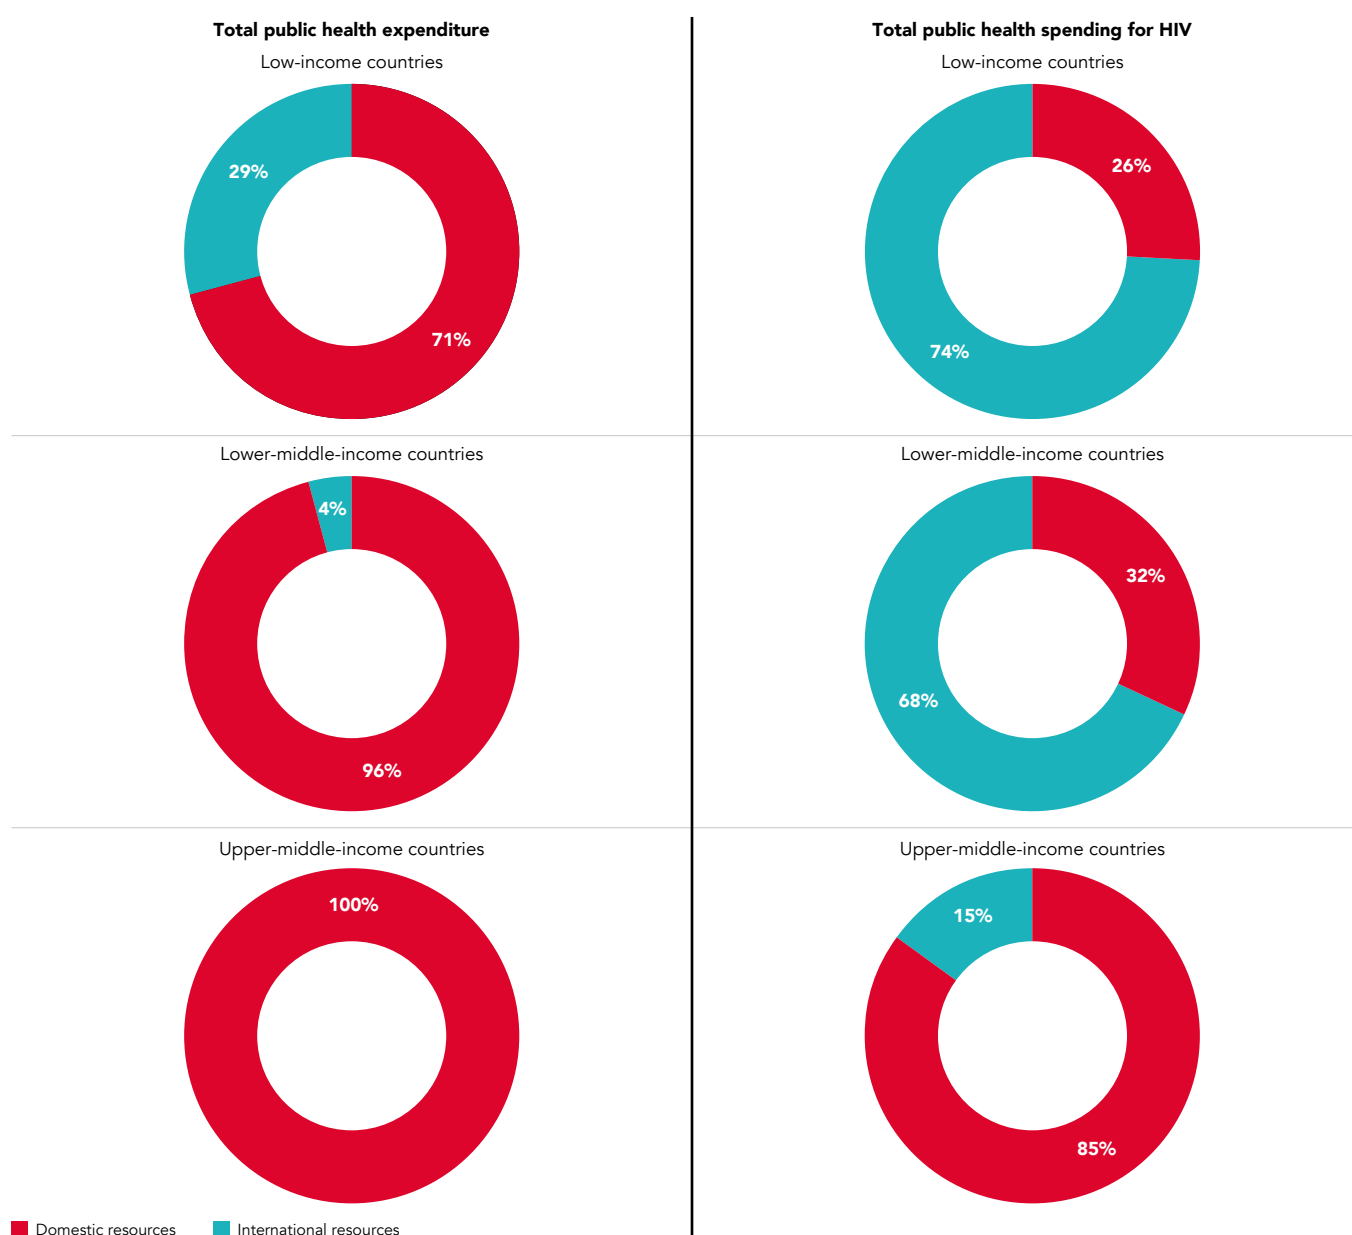 Total public health expenditure
Low-income countries
29%
71%
Lower-middle-income countries
4%
96%
Upper-middle-income countries
100%
Total public health spending for HIV
Low-income countries
26%
74%
Lower-middle-income countries
32%
68%
Upper-middle-income countries
15%
85%
Domestic resources
International resources